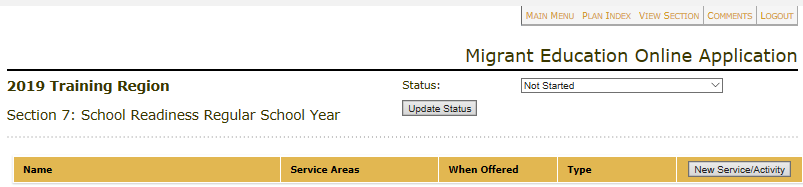 MAIN MENU PLAN INDEX VIEW SECTION COMMENTS LOGOUT
Migrant Education Online Application
2019 Training Region
Status: Not Started
Section 7: School Readiness Regular School Year
Update Status
Name Service Areas When Offered Type New Service/Activity